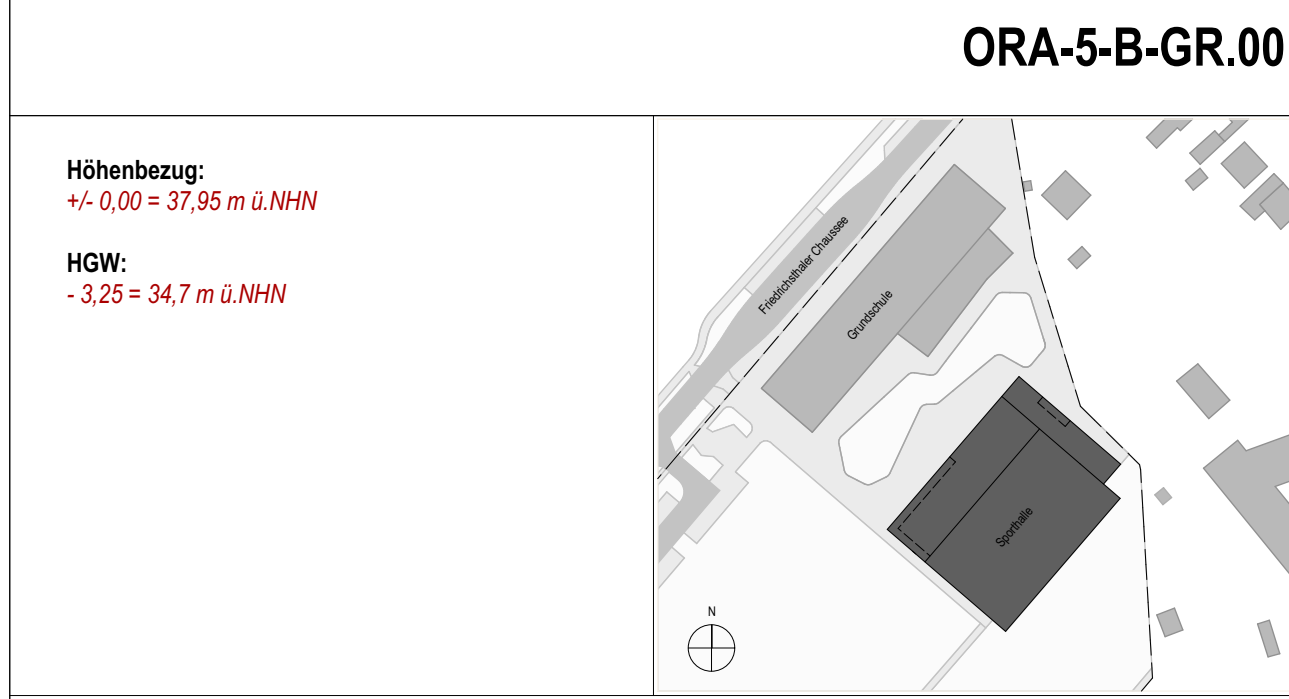 ORA-5-B-GR.00
Höhenbezug:
+/- 0,00 = 37,95 m ü.NHN
HGW:
- 3,25 = 34,7 m ü.NHN
Friedrichsthaler Chaussee
Grundschule
Sporthalle
N